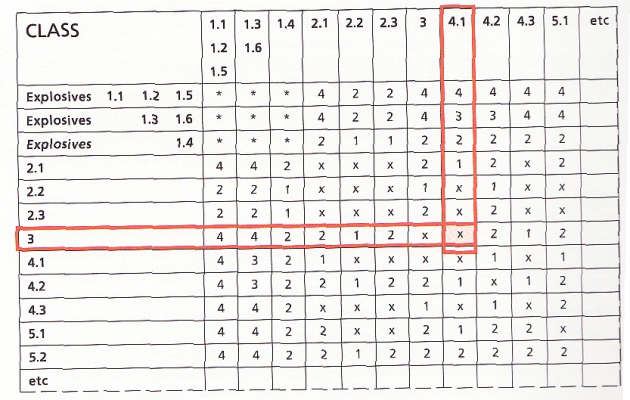 CLASS 1.1 1.3 1.4 2.1 2.2 2.3 3 4.1 4.2 4.3 5.1 etc
1.2 1.6
1.5
Explosives 1.1 1.2 1.5 * * * 4 2 2 4 4 4 4 4
Explosives 1.3 1.6 * * * 4 2 2 4 3 3 4 4
Explosives 1.4 * * * 2 1 1 2 2 2 2 2
2.1 4 4 2 x x x 2 1 2 x 2
2.2 2 2 1 x x x 1 x 1 x x
2.3 2 2 1 x x x 2 x 2 x x
3 4 4 2 2 1 2 x x 2 1 2
4.1 4 3 2 1 x x x x 1 x 1
4.2 4 3 2 2 1 2 2 1 x 1 2
4.3 4 4 2 x x x 1 x 1 x 2
5.1 4 4 2 2 x x 2 1 2 2 x
5.2 4 4 2 2 1 2 2 2 2 2 2
etc